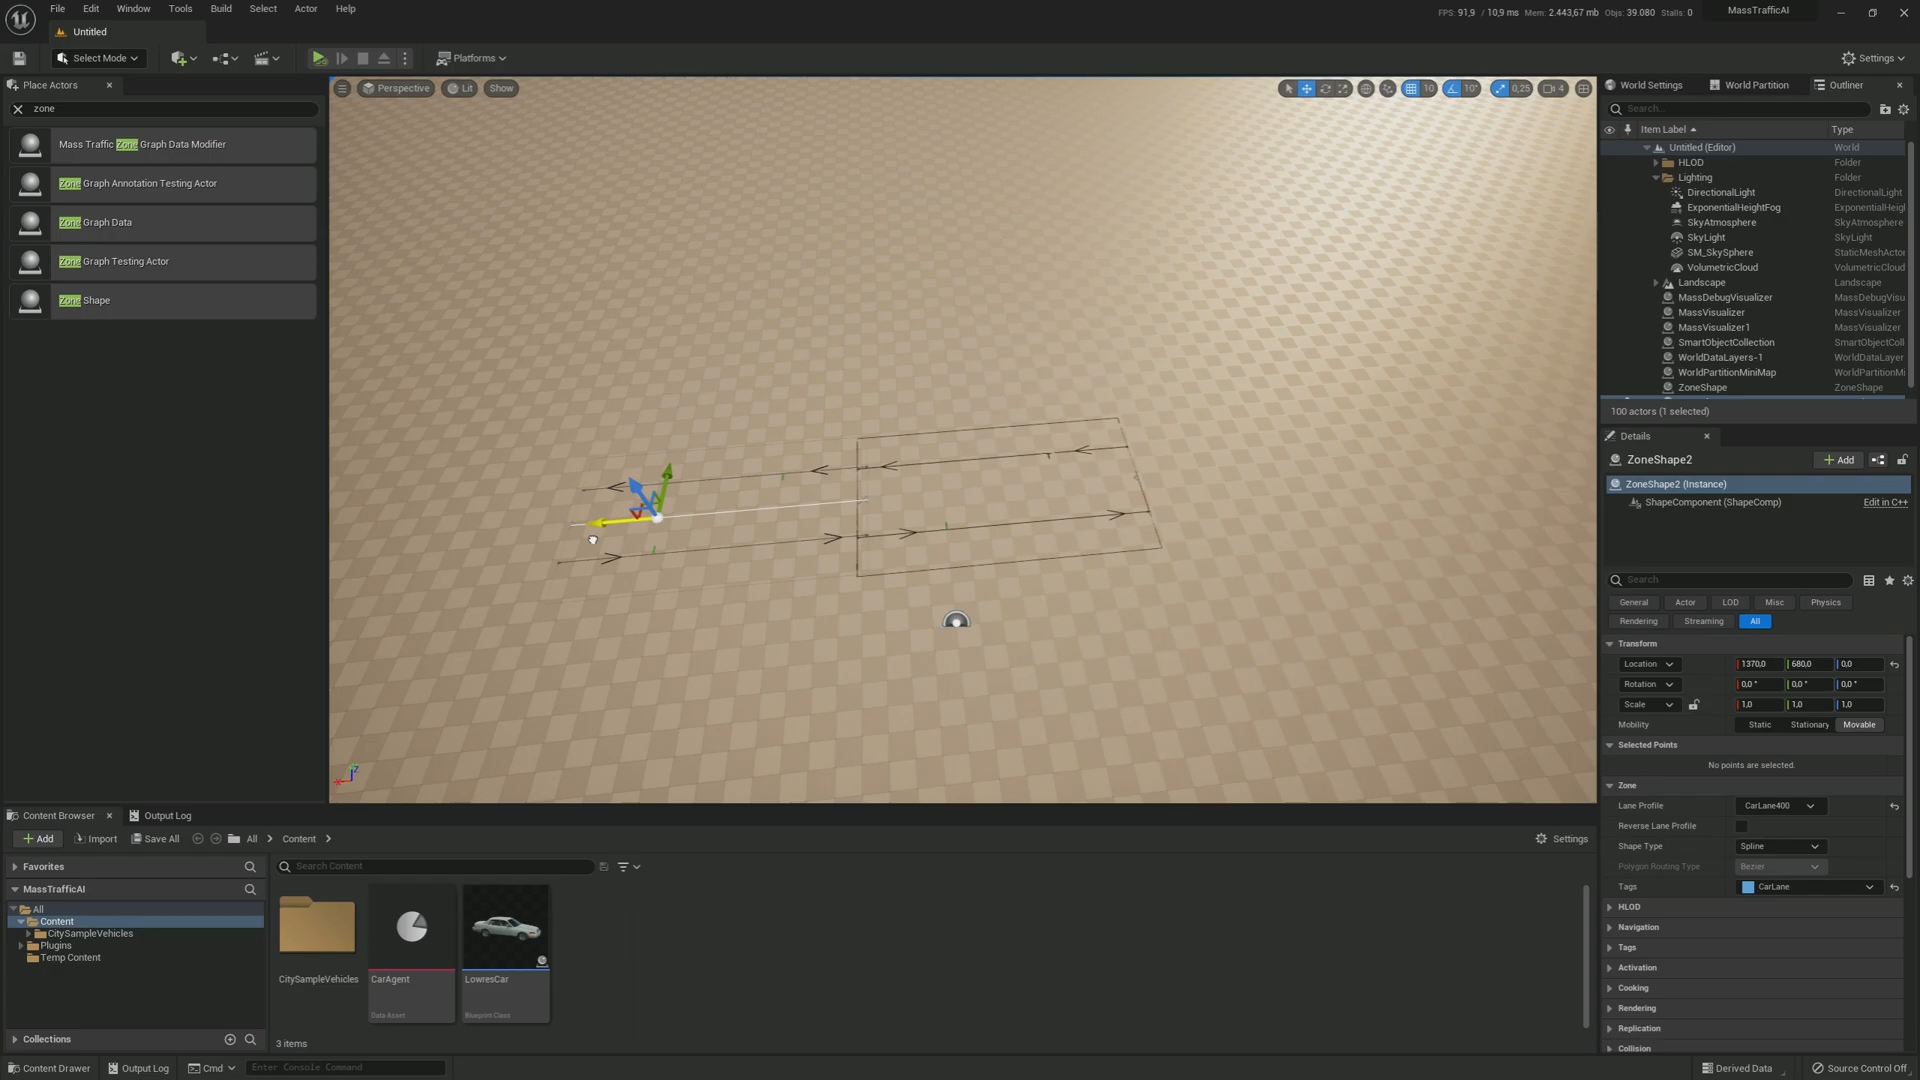 File Edit Window Tools Build Select Actor Help
FPS: 91,9 / 10,9 ms Mem: 2.443,67 mb Objs: 39.080 Stalls: 0
MassTrafficAI
Untitled
Select Mode
Platforms
Settings
Place Actors
zone
Mass Traffic Zone Graph Data Modifier
Zone Graph Annotation Testing Actor
Zone Graph Data
Zone Graph Testing Actor
Zone Shape
Perspective
Lit
Show
10
10°
0,25
4
World Settings
World Partition
Outliner
Search...
Item Label
Type
Untitled (Editor) World
HLOD Folder
Lighting Folder
DirectionalLight DirectionalLight
ExponentialHeightFog ExponentialHeig
SkyAtmosphere SkyAtmosphere
SkyLight SkyLight
SM_SkySphere StaticMeshActo
VolumetricCloud VolumetricCloud
Landscape Landscape
MassDebugVisualizer MassDebugVisu
MassVisualizer MassVisualizer
MassVisualizer1 MassVisualizer
SmartObjectCollection SmartObjectColl
WorldDataLayers-1 WorldDataLayer
WorldPartitionMiniMap WorldPartitionMi
ZoneShape ZoneShape
100 actors (1 selected)
Details
ZoneShape2
Add
ZoneShape2 (Instance)
ShapeComponent (ShapeComp)
Edit in C++
Search
General Actor LOD Misc Physics
Rendering Streaming All
Transform
Location 1370,0 680,0 0,0
Rotation 0,0 ° 0,0 ° 0,0 °
Scale 1,0 1,0 1,0
Mobility Static Stationary Movable
Selected Points
No points are selected.
Zone
Lane Profile CarLane400
Reverse Lane Profile
Shape Type Spline
Polygon Routing Type Bezier
Tags CarLane
HLOD
Navigation
Tags
Activation
Cooking
Rendering
Replication
Collision
Content Browser
Output Log
Add
Import
Save All
All
Content
Settings
Favorites
MassTrafficAI
All
Content
CitySampleVehicles
Plugins
Temp Content
Collections
Search Content
CitySampleVehicles
CarAgent
Data Asset
LowresCar
Blueprint Class
3 items
Content Drawer
Output Log
Cmd
Enter Console Command
Derived Data
Source Control Off